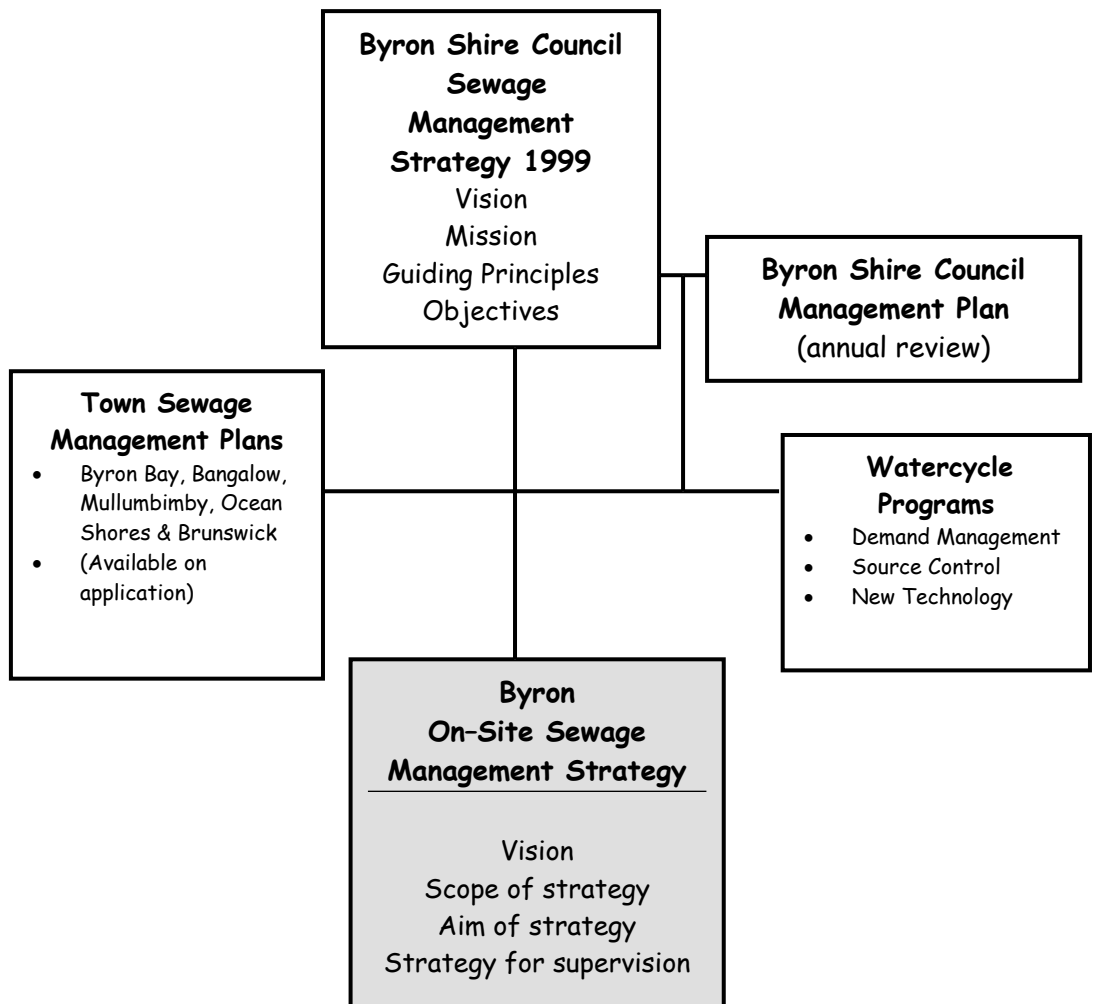 Byron Shire Council
Sewage
Management
Strategy 1999
Vision
Mission
Guiding Principles
Objectives
Byron Shire Council
Management Plan
(annual review)
Town Sewage
Management Plans
• Byron Bay, Bangalow,
Mullumbimby, Ocean
Shores & Brunswick
• (Available on
application)
Watercycle
Programs
• Demand Management
• Source Control
• New Technology
Byron
On–Site Sewage
Management Strategy
Vision
Scope of strategy
Aim of strategy
Strategy for supervision